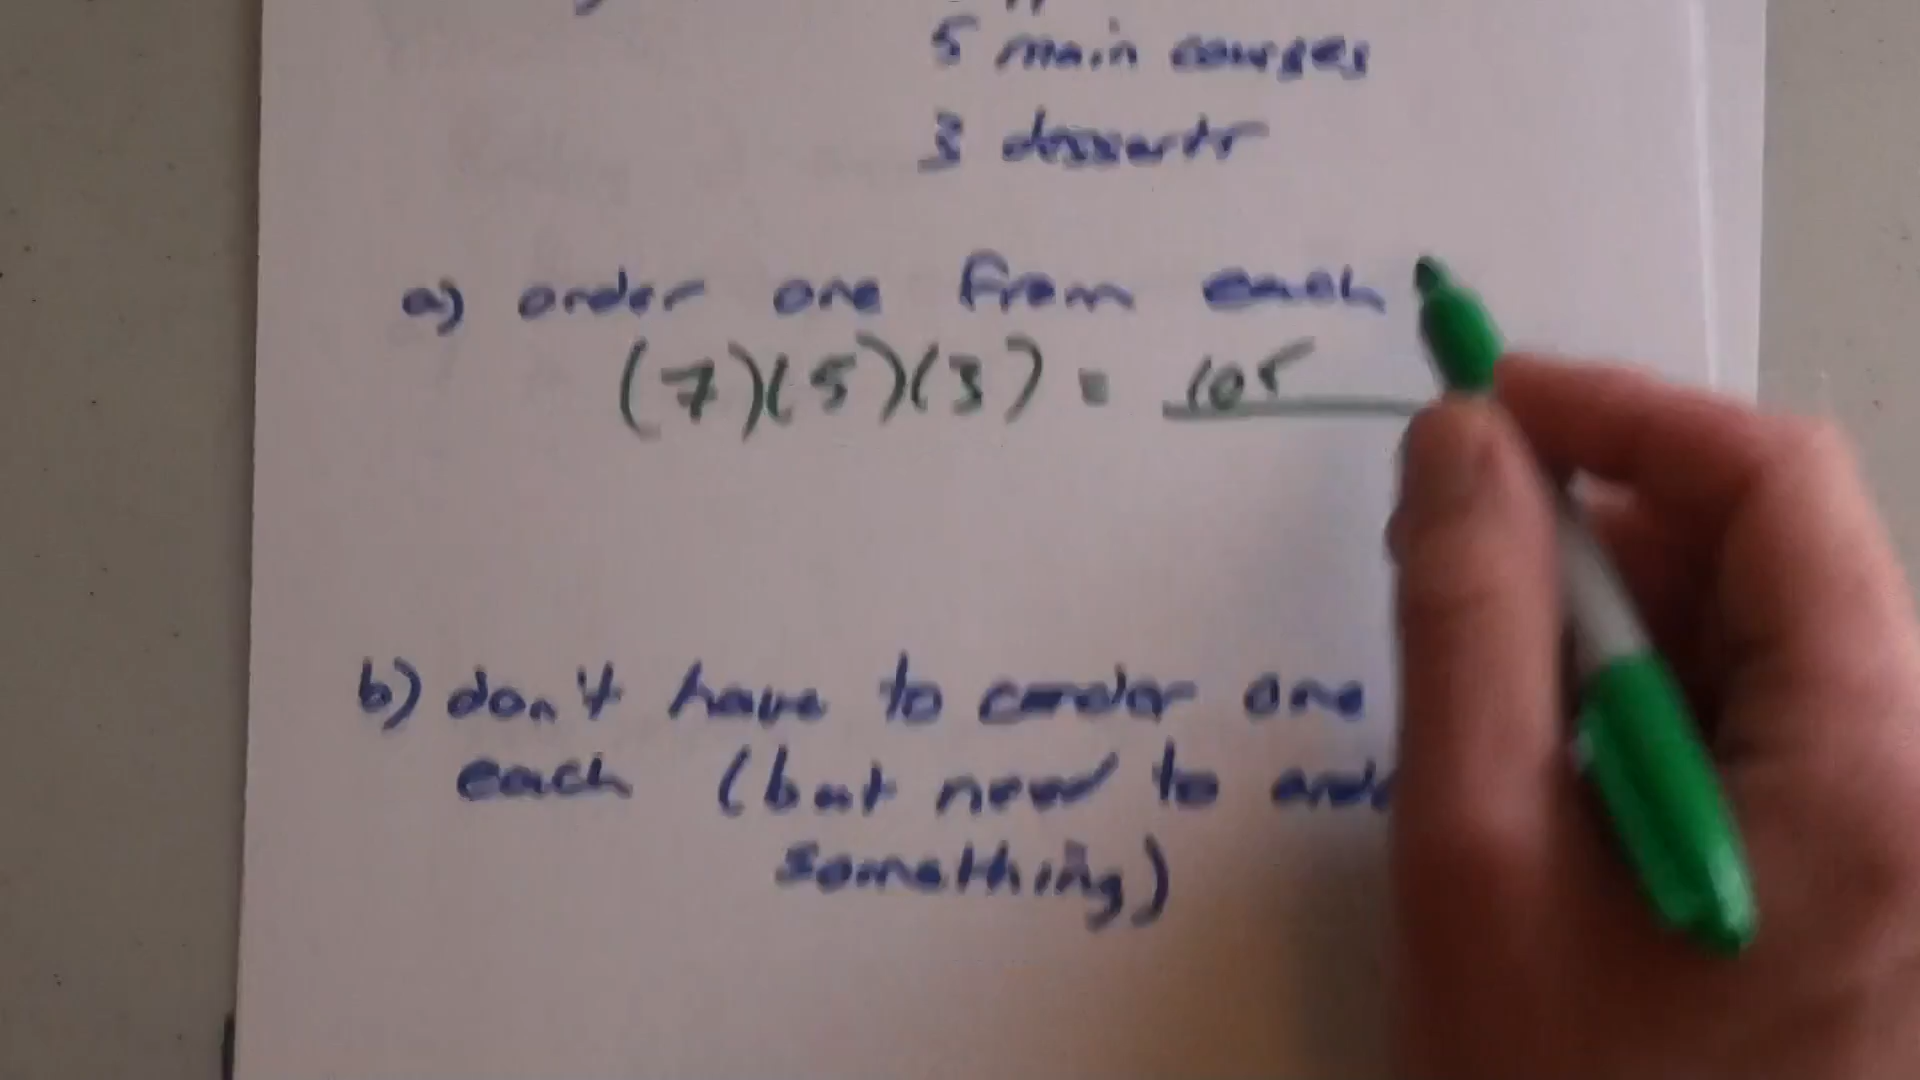 5 main courses
3 desserts
a) order one from each
(7)(5)(3) = 105
b) don't have to order one
each (but need to
something)